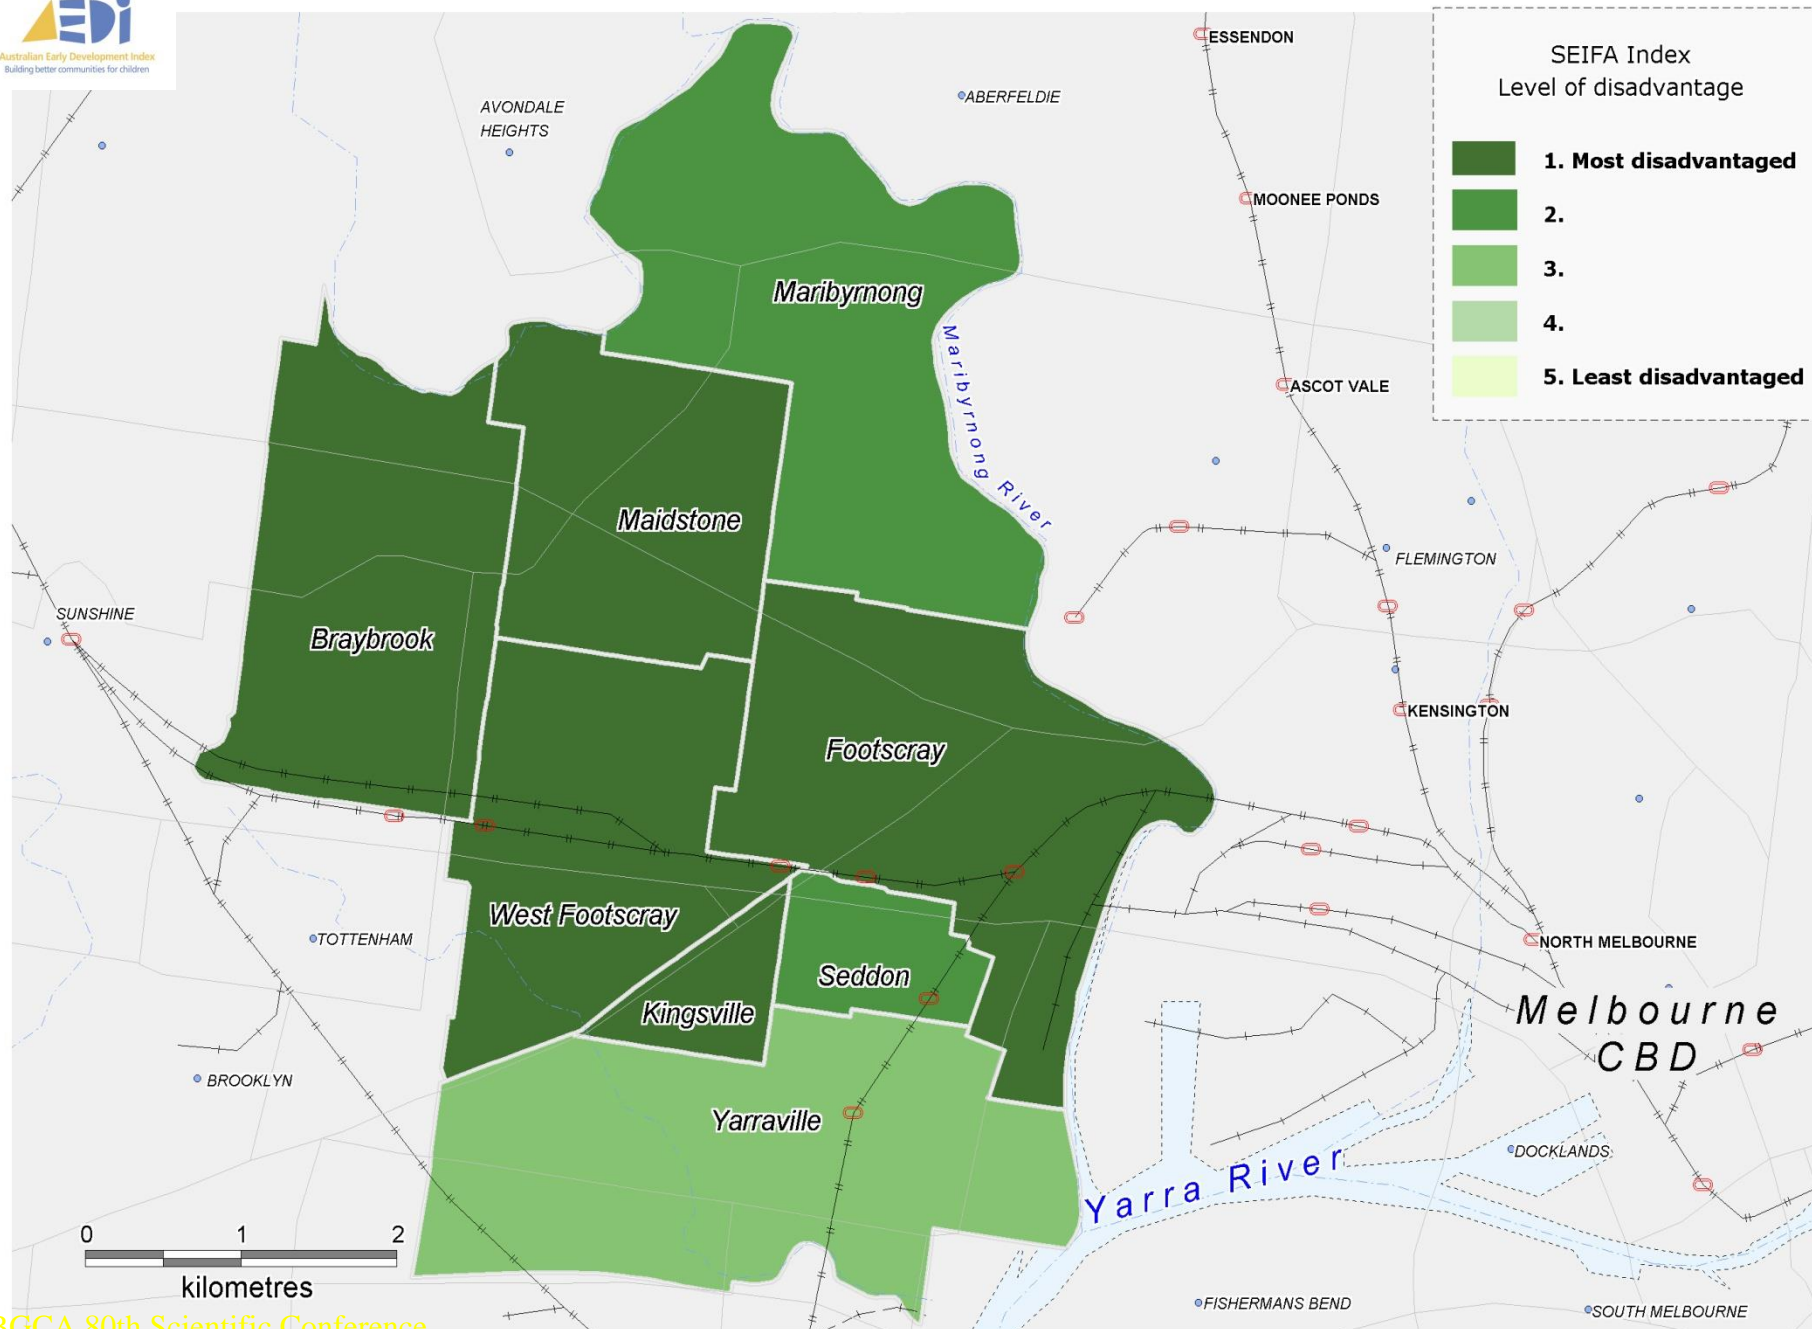 AEDi
Australian Early Development Index
Building better communities for children
SEIFA Index
Level of disadvantage
1. Most disadvantaged
2.
3.
4.
5. Least disadvantaged
ESSENDON
AVONDALE
HEIGHTS
ABERFELDIE
MOONEE PONDS
Maribyrnong
Maribyrnong River
ASCOT VALE
Maidstone
FLEMINGTON
SUNSHINE
Braybrook
KENSINGTON
Footscray
West Footscray
TOTTENHAM
NORTH MELBOURNE
Seddon
Kingsville
Melbourne
CBD
BROOKLYN
Yarraville
DOCKLANDS
Yarra River
0 1 2
kilometres
FISHERMANS BEND
SOUTH MELBOURNE
80th Scientific Conference